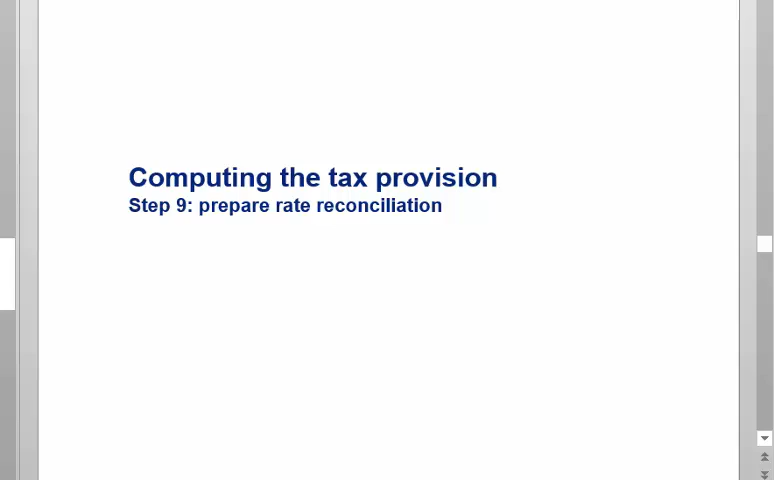 Computing the tax provision
Step 9: prepare rate reconciliation